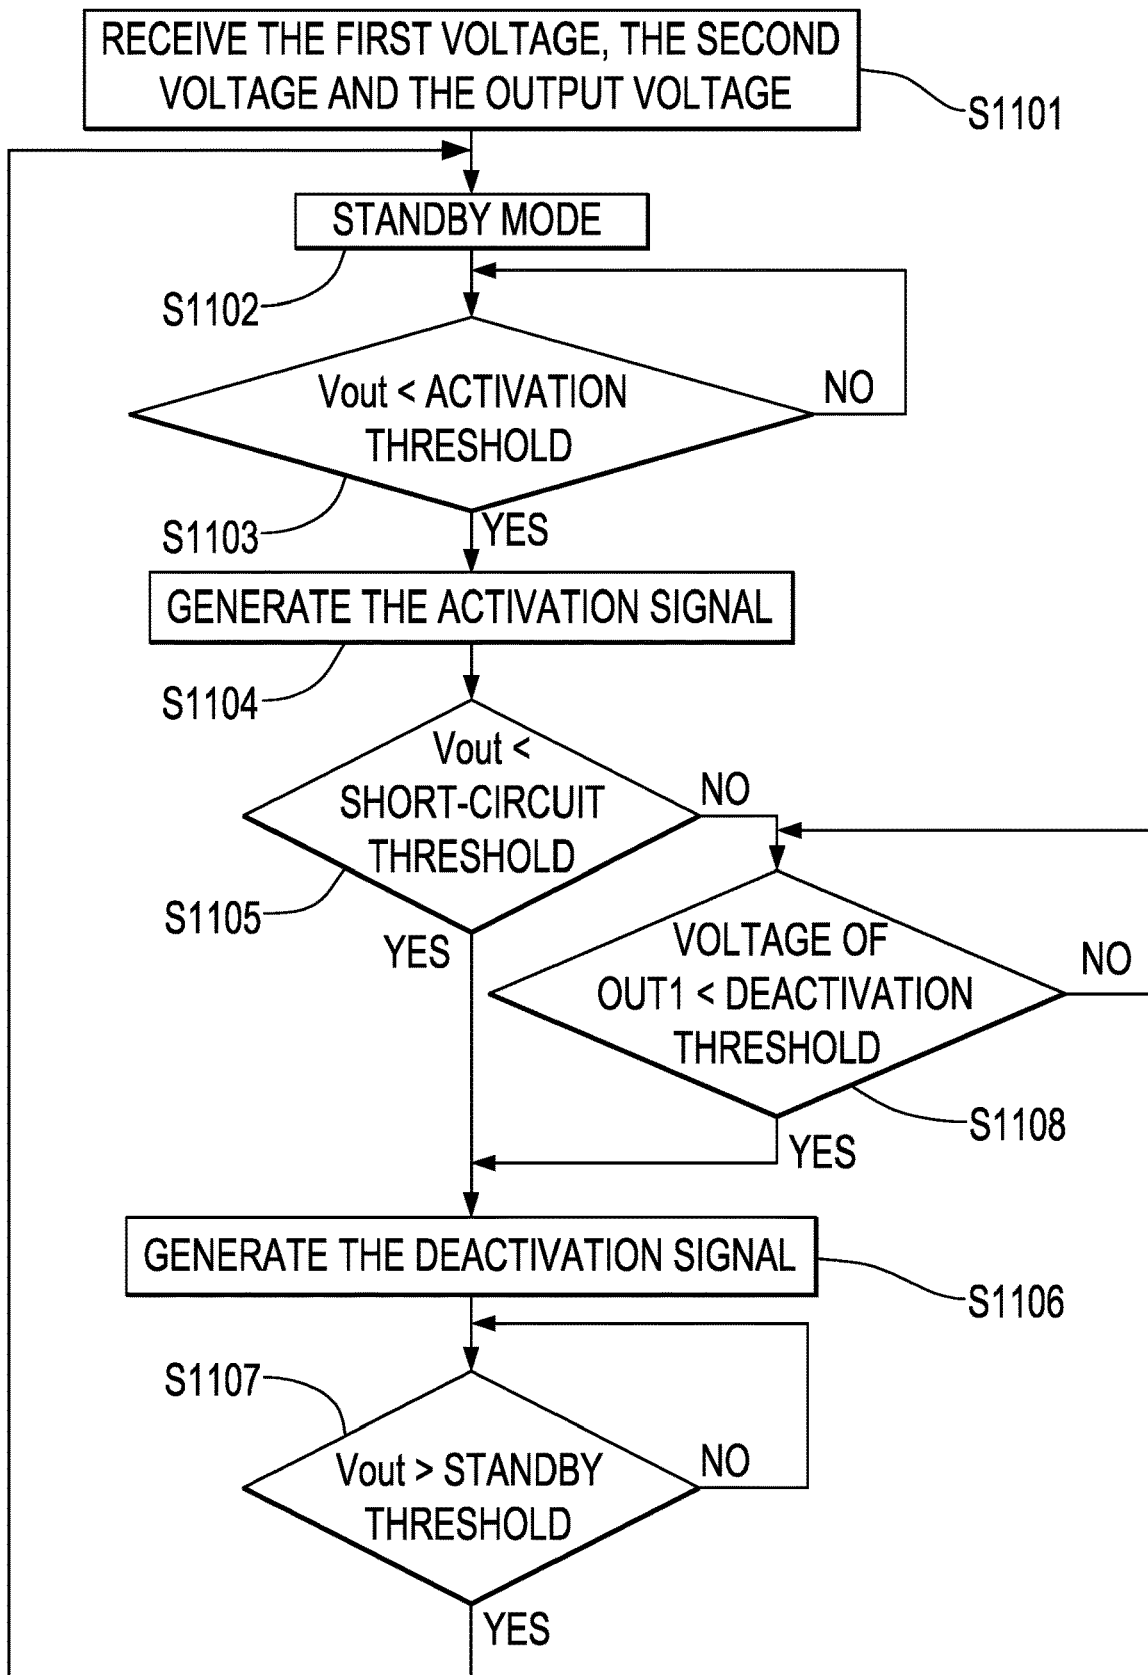 RECEIVE THE FIRST VOLTAGE, THE SECOND
VOLTAGE AND THE OUTPUT VOLTAGE
S1101
STANDBY MODE
S1102
Vout < ACTIVATION
THRESHOLD
NO
S1103
YES
GENERATE THE ACTIVATION SIGNAL
S1104
Vout <
SHORT-CIRCUIT
THRESHOLD
NO
S1105
YES
VOLTAGE OF
OUT1 < DEACTIVATION
THRESHOLD
NO
S1108
YES
GENERATE THE DEACTIVATION SIGNAL
S1106
S1107
Vout > STANDBY
THRESHOLD
NO
YES